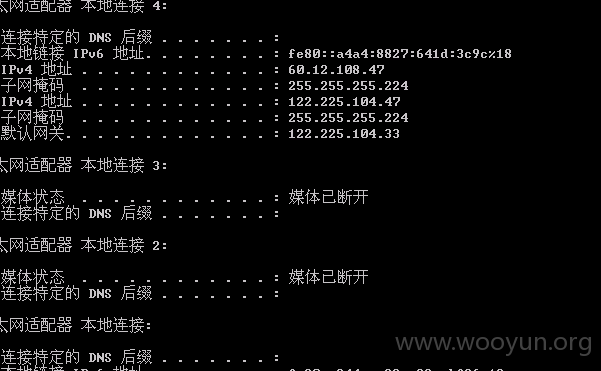 太网适配器 本地连接 4:
连接特定的 DNS 后缀 . . . . . . . :
本地链接 IPv6 地址. . . . . . . . : fe80::a4a4:8827:641d:3c9c%18
IPv4 地址 . . . . . . . . . . . . : 60.12.108.47
子网掩码 . . . . . . . . . . . . : 255.255.255.224
IPv4 地址 . . . . . . . . . . . . : 122.225.104.47
子网掩码 . . . . . . . . . . . . : 255.255.255.224
默认网关. . . . . . . . . . . . . : 122.225.104.33
太网适配器 本地连接 3:
媒体状态 . . . . . . . . . . . . : 媒体已断开
连接特定的 DNS 后缀 . . . . . . . :
太网适配器 本地连接 2:
媒体状态 . . . . . . . . . . . . : 媒体已断开
连接特定的 DNS 后缀 . . . . . . . :
www.wooyun.org
太网适配器 本地连接:
连接特定的 DNS 后缀 . . . . . . . :